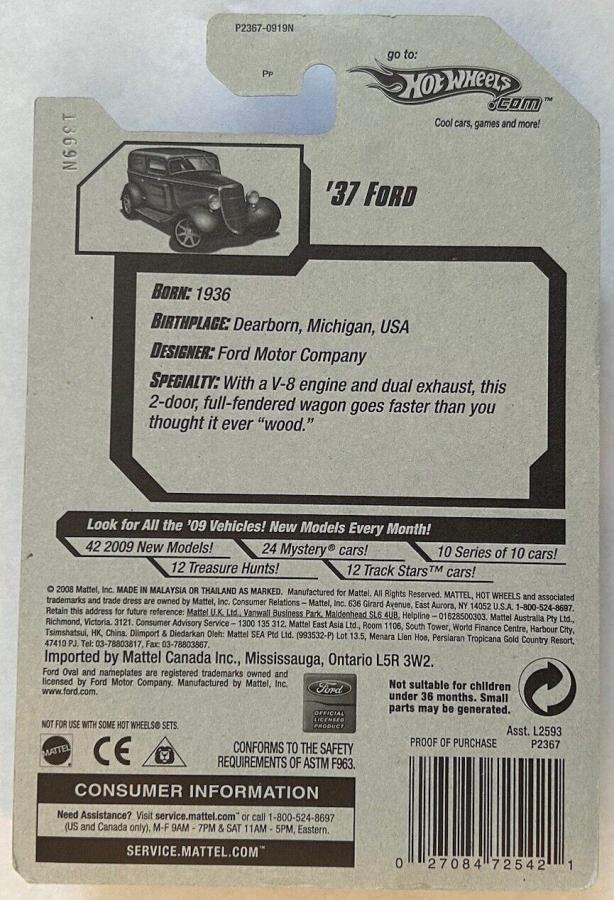 P2367-0919N
Pp
1369N
go to:
HOT WHEELS
.COM™
Cool cars, games and more!
'37 FORD
BORN: 1936
BIRTHPLACE: Dearborn, Michigan, USA
DESIGNER: Ford Motor Company
SPECIALTY: With a V-8 engine and dual exhaust, this
2-door, full-fendered wagon goes faster than you
thought it ever “wood.”
Look for All the '09 Vehicles! New Models Every Month!
42 2009 New Models! 24 Mystery® cars! 10 Series of 10 cars!
12 Treasure Hunts! 12 Track Stars™ cars!
© 2008 Mattel, Inc. MADE IN MALAYSIA OR THAILAND AS MARKED. Manufactured for Mattel. All Rights Reserved. MATTEL, HOT WHEELS and associated
trademarks and trade dress are owned by Mattel, Inc. Consumer Relations – Mattel, Inc. 636 Girard Avenue, East Aurora, NY 14052 U.S.A. 1-800-524-8697.
Retain this address for future reference: Mattel U.K. Ltd., Vanwall Business Park, Maidenhead SL6 4UB. Helpline – 01628500303. Mattel Australia Pty Ltd.,
Richmond, Victoria. 3121. Consumer Advisory Service – 1300 135 312. Mattel East Asia Ltd., Room 1106, South Tower, World Finance Centre, Harbour City,
Tsimshatsui, HK, China. Diimport & Diedarkan Oleh: Mattel SEA Ptd Ltd. (993532-P) Lot 13.5, Menara Lien Hoe, Persiaran Tropicana Gold Country Resort,
47410 PJ. Tel: 03-78803817, Fax: 03-78803867.
Imported by Mattel Canada Inc., Mississauga, Ontario L5R 3W2.
Ford Oval and nameplates are registered trademarks owned and
licensed by Ford Motor Company. Manufactured by Mattel, Inc.
www.ford.com.
Ford
OFFICIAL
LICENSED
PRODUCT
Not suitable for children
under 36 months. Small
parts may be generated.
NOT FOR USE WITH SOME HOT WHEELS® SETS.
MATTEL
CE
CONFORMS TO THE SAFETY
REQUIREMENTS OF ASTM F963.
Asst. L2593
PROOF OF PURCHASE P2367
CONSUMER INFORMATION
Need Assistance? Visit service.mattel.com™ or call 1-800-524-8697
(US and Canada only), M-F 9AM - 7PM & SAT 11AM - 5PM, Eastern.
SERVICE.MATTEL.COM™
0 27084 72542 1